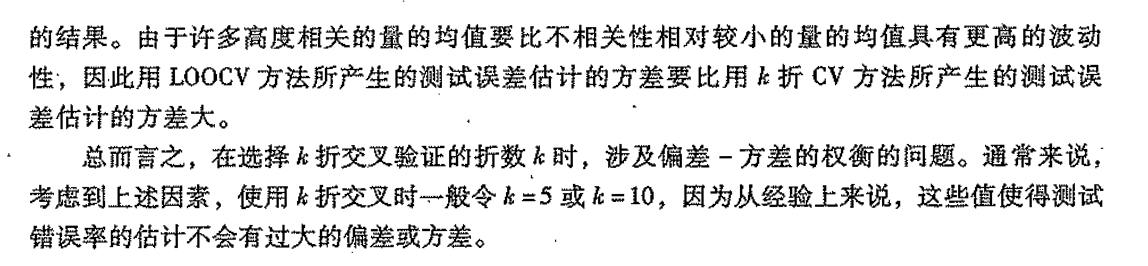 的结果。由于许多高度相关的量的均值要比不相关性相对较小的量的均值具有更高的波动
性，因此用 LOOCV 方法所产生的测试误差估计的方差要比用 k 折 CV 方法所产生的测试误
差估计的方差大。
总而言之，在选择 k 折交叉验证的折数 k 时，涉及偏差－方差的权衡的问题。通常来说，
考虑到上述因素，使用 k 折交叉时一般令 k = 5 或 k = 10，因为从经验上来说，这些值使得测试
错误率的估计不会有过大的偏差或方差。